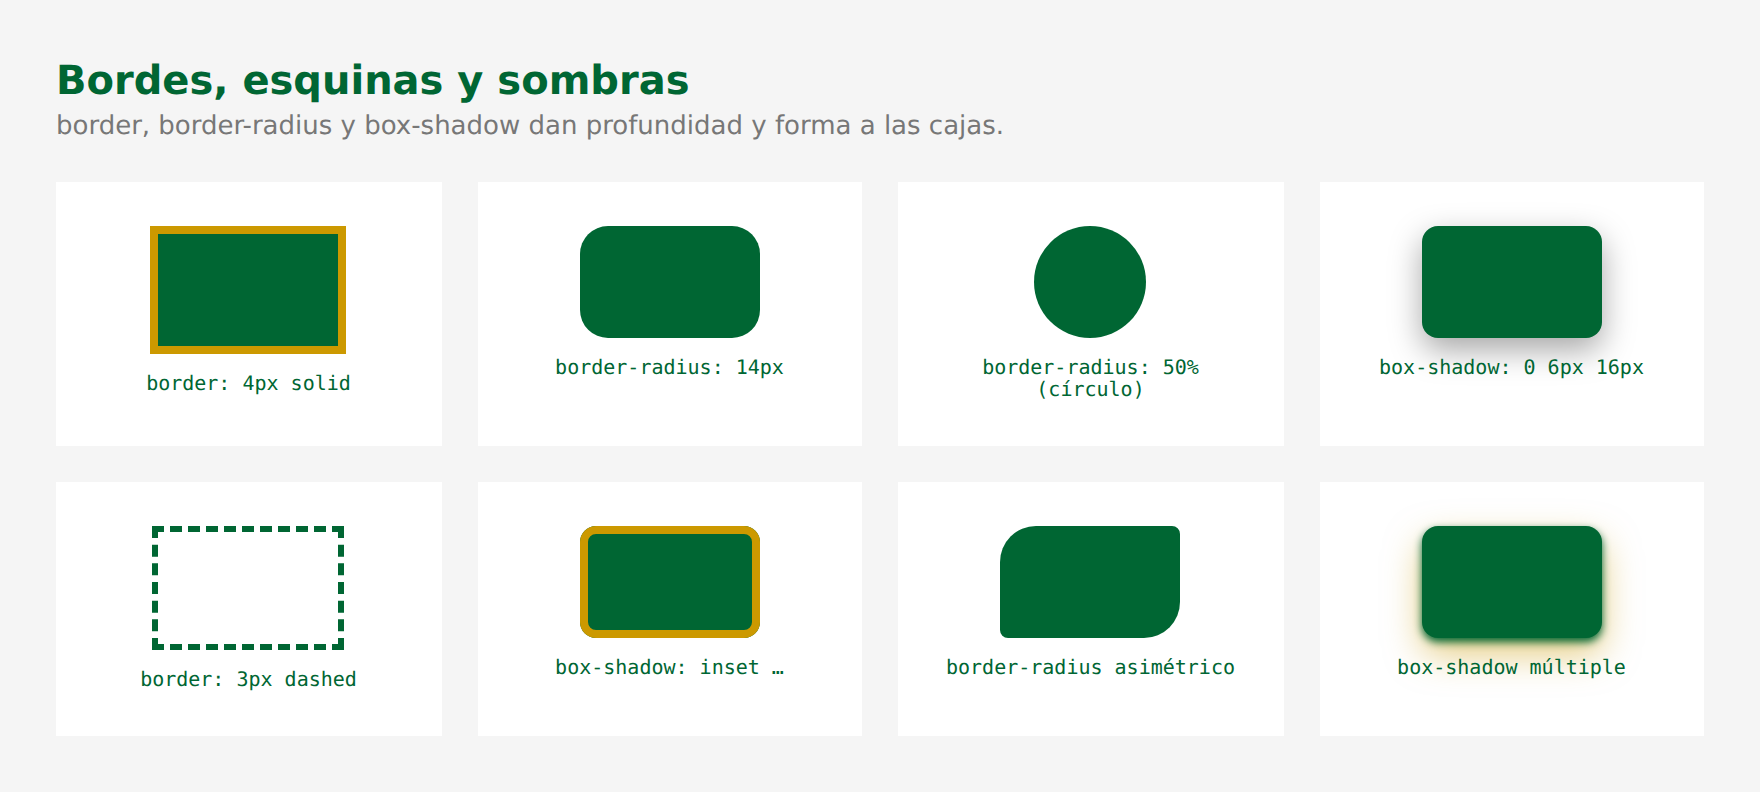 Bordes, esquinas y sombras
border, border-radius y box-shadow dan profundidad y forma a las cajas.
border: 4px solid
border-radius: 14px
border-radius: 50%
(círculo)
box-shadow: 0 6px 16px
border: 3px dashed
box-shadow: inset …
border-radius asimétrico
box-shadow múltiple